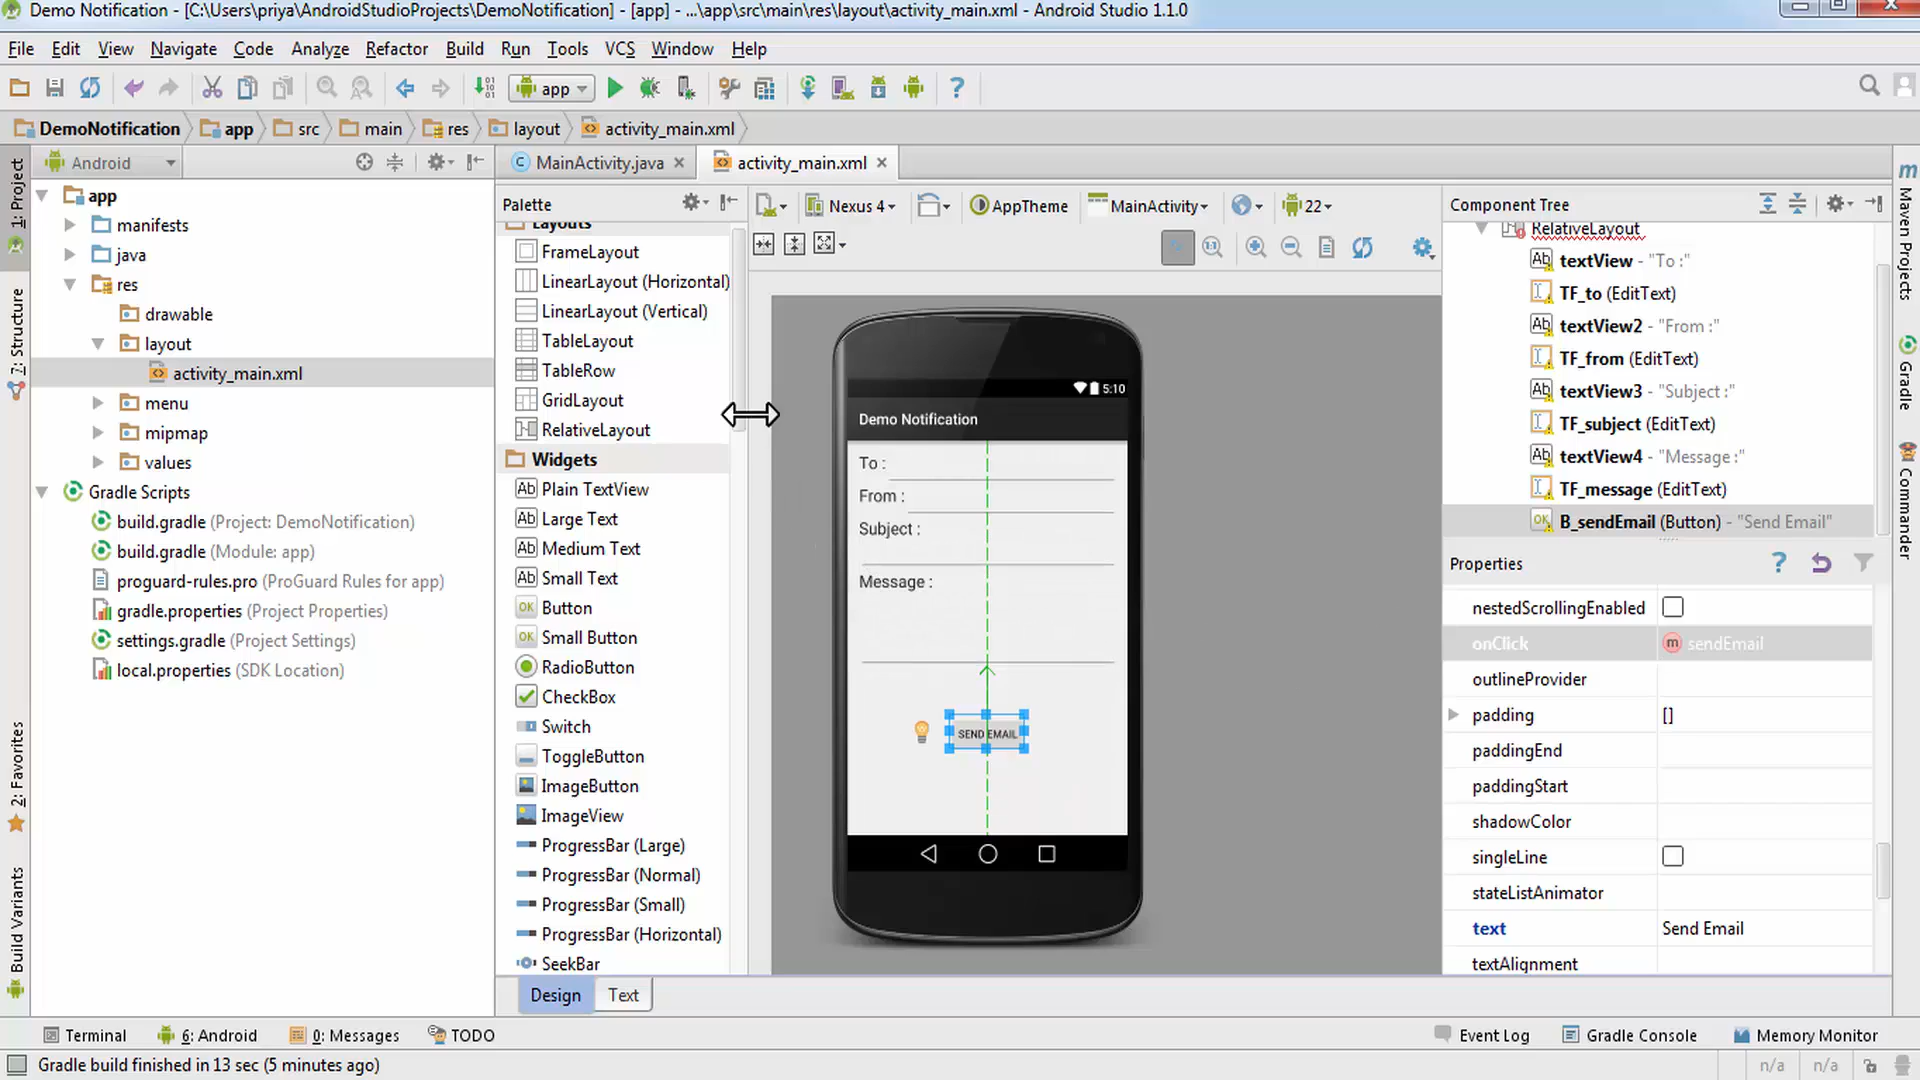 Demo Notification - [C:\Users\priya\AndroidStudioProjects\DemoNotification] - [app] - ...\app\src\main\res\layout\activity_main.xml - Android Studio 1.1.0
File Edit View Navigate Code Analyze Refactor Build Run Tools VCS Window Help
app
DemoNotification app src main res layout activity_main.xml
Android
MainActivity.java activity_main.xml
1: Project
7: Structure
2: Favorites
Build Variants
app
manifests
java
res
drawable
layout
activity_main.xml
menu
mipmap
values
Gradle Scripts
build.gradle (Project: DemoNotification)
build.gradle (Module: app)
proguard-rules.pro (ProGuard Rules for app)
gradle.properties (Project Properties)
settings.gradle (Project Settings)
local.properties (SDK Location)
Palette
Layouts
FrameLayout
LinearLayout (Horizontal)
LinearLayout (Vertical)
TableLayout
TableRow
GridLayout
RelativeLayout
Widgets
Plain TextView
Large Text
Medium Text
Small Text
Button
Small Button
RadioButton
CheckBox
Switch
ToggleButton
ImageButton
ImageView
ProgressBar (Large)
ProgressBar (Normal)
ProgressBar (Small)
ProgressBar (Horizontal)
SeekBar
Nexus 4 AppTheme MainActivity 22
5:10
Demo Notification
To :
From :
Subject :
Message :
SEND EMAIL
Design Text
Component Tree
RelativeLayout
textView - "To :"
TF_to (EditText)
textView2 - "From :"
TF_from (EditText)
textView3 - "Subject :"
TF_subject (EditText)
textView4 - "Message :"
TF_message (EditText)
B_sendEmail (Button) - "Send Email"
Properties
nestedScrollingEnabled
onClick sendEmail
outlineProvider
padding []
paddingEnd
paddingStart
shadowColor
singleLine
stateListAnimator
text Send Email
textAlignment
Maven Projects
Gradle
Commander
Terminal 6: Android 0: Messages TODO
Event Log Gradle Console Memory Monitor
Gradle build finished in 13 sec (5 minutes ago)
n/a n/a